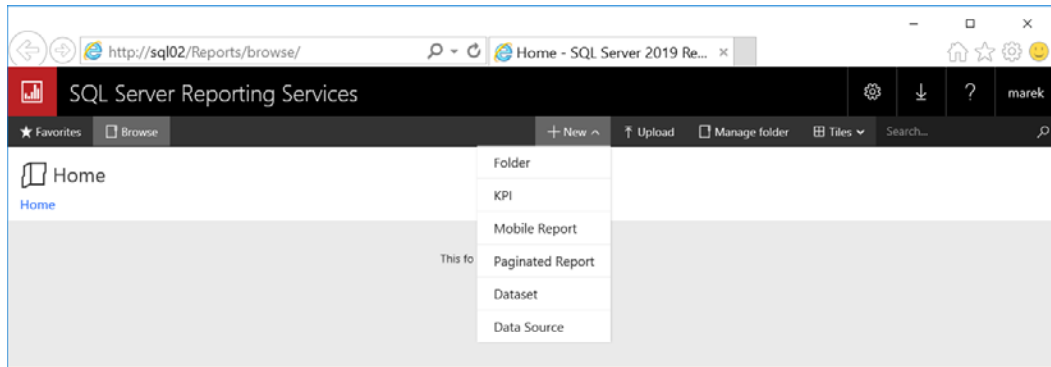 http://sql02/Reports/browse/
Home - SQL Server 2019 Re...
SQL Server Reporting Services
?
marek
Favorites
Browse
New
Upload
Manage folder
Tiles
Search...
Home
Home
Folder
KPI
Mobile Report
This fo
Paginated Report
Dataset
Data Source